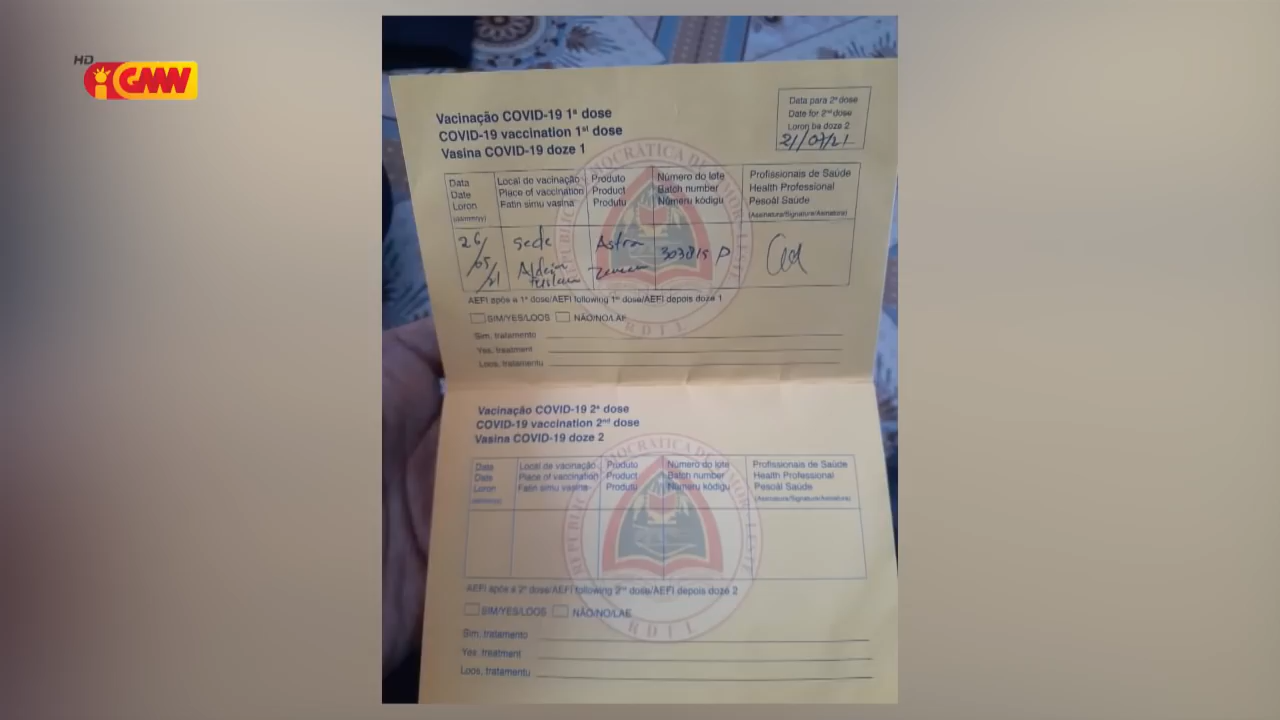 HD
GMW
Vacinação COVID-19 1ª dose
COVID-19 vaccination 1st dose
Vasina COVID-19 doze 1
Data para 2ª dose
Date for 2nd dose
Loron ba doze 2
21/07/21
Data Local de vacinação Produto Número do lote Profissionais de Saúde
Date Place of vaccination Product Batch number Health Professional
Loron Fatin simu vasina Produtu Númeru kódigu Pesoál Saúde
(Assinatura/Signature/Asinatura)
26/05/21 Sede Astra 303815 P
Aldeia Zeneca
AEFI após a 1ª dose/AEFI following 1st dose/AEFI depois doze 1
SIM/YES/LOOS NÃO/NO/LAE
Sim, tratamento
Yes, treatment
Loos, tratamentu
Vacinação COVID-19 2ª dose
COVID-19 vaccination 2nd dose
Vasina COVID-19 doze 2
Data Local de vacinação Produto Número do lote Profissionais de Saúde
Date Place of vaccination Product Batch number Health Professional
Loron Fatin simu vasina Produtu Númeru kódigu Pesoál Saúde
(Assinatura/Signature/Asinatura)
AEFI após a 2ª dose/AEFI following 2nd dose/AEFI depois doze 2
SIM/YES/LOOS NÃO/NO/LAE
Sim, tratamento
Yes, treatment
Loos, tratamentu